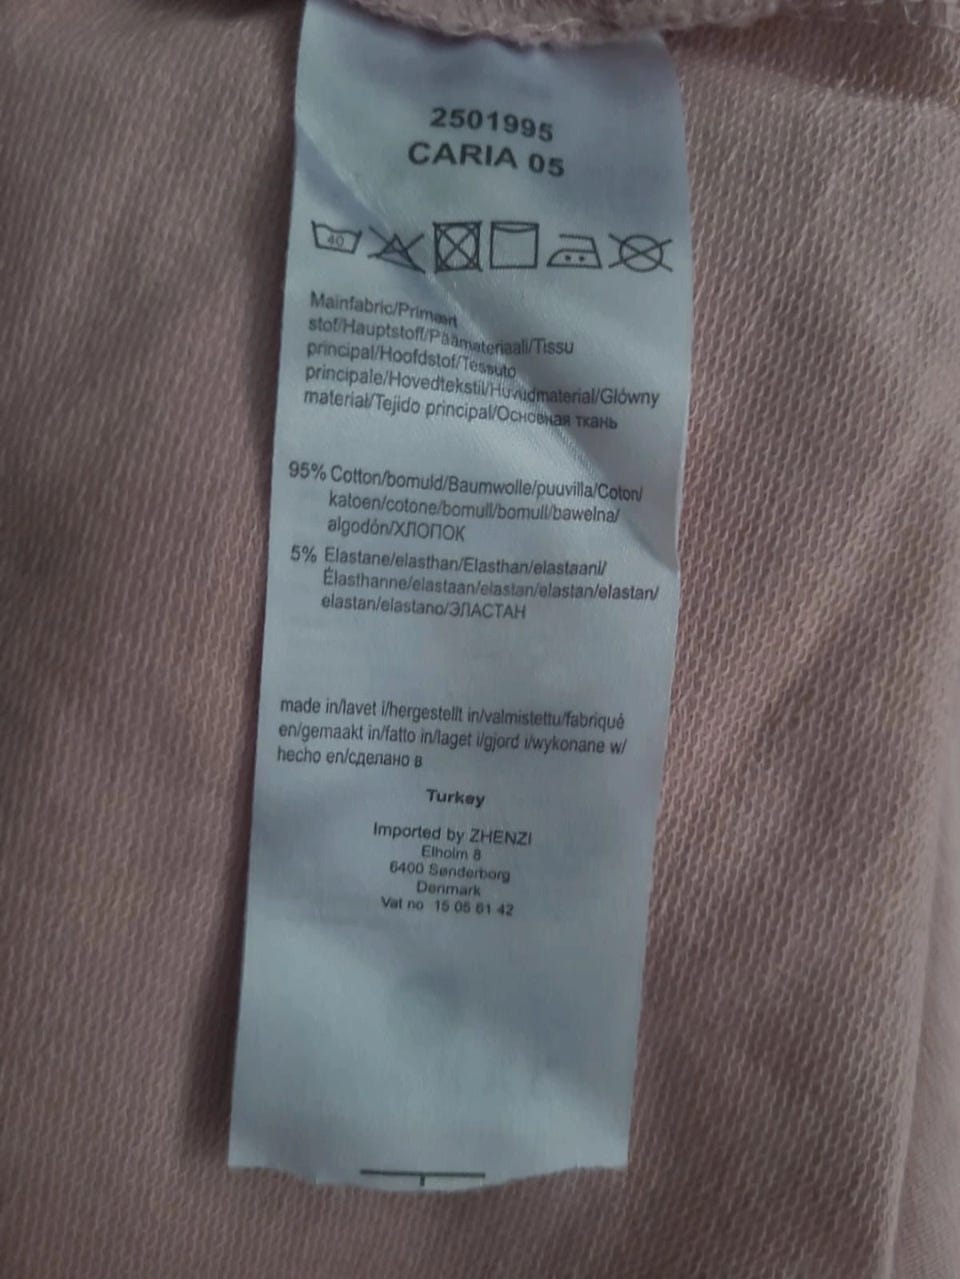 2501995
CARIA 05
40
Mainfabric/Primært
stof/Hauptstoff/Päämateriaali/Tissu
principal/Hoofdstof/Tessuto
principale/Hovedtekstil/Huvudmaterial/Główny
materiał/Tejido principal/Основная ткань
95% Cotton/bomuld/Baumwolle/puuvilla/Coton/
katoen/cotone/bomull/bomull/bawełna/
algodón/ХЛОПОК
5% Elastane/elasthan/Elasthan/elastaani/
Élasthanne/elastaan/elastan/elastan/elastan/
elastan/elastano/ЭЛАСТАН
made in/lavet i/hergestellt in/valmistettu/fabriqué
en/gemaakt in/fatto in/laget i/gjord i/wykonane w/
hecho en/сделано в
Turkey
Imported by ZHENZI
Elholm 8
6400 Sønderborg
Denmark
Vat no 15 05 61 42